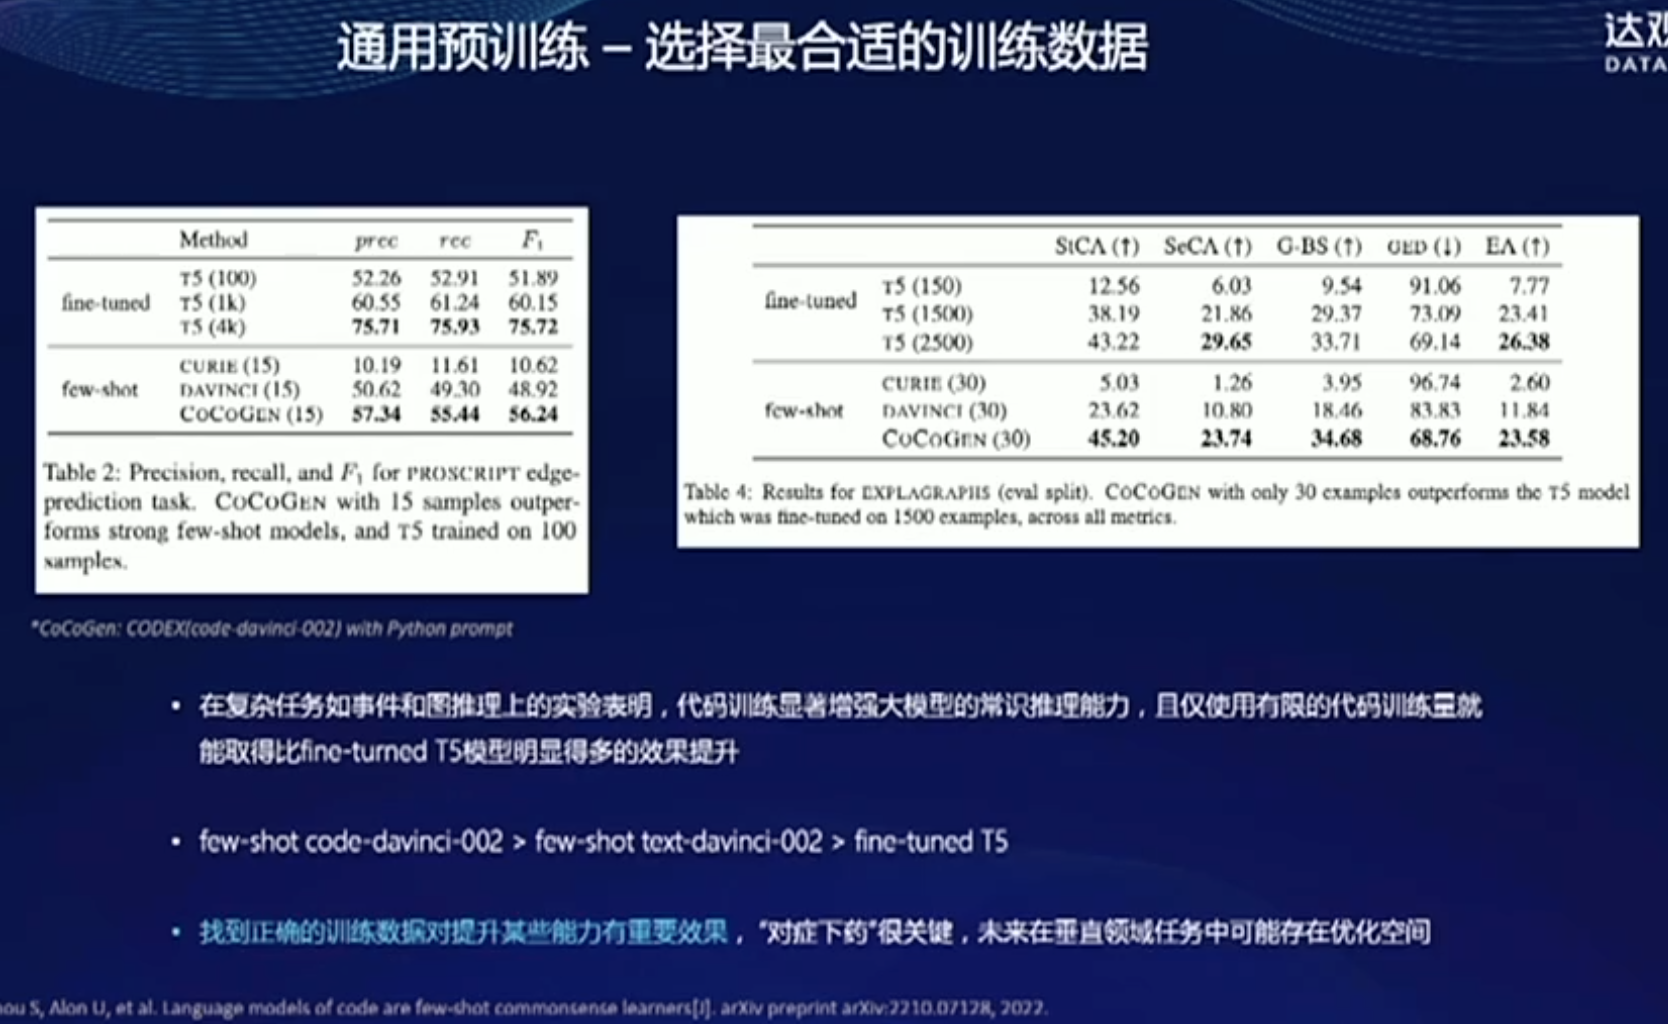 通用预训练 – 选择最合适的训练数据
达观
DATA
Method prec rec F1
fine-tuned
T5 (100) 52.26 52.91 51.89
T5 (1k) 60.55 61.24 60.15
T5 (4k) 75.71 75.93 75.72
few-shot
CURIE (15) 10.19 11.61 10.62
DAVINCI (15) 50.62 49.30 48.92
COCOGEN (15) 57.34 55.44 56.24
Table 2: Precision, recall, and F1 for PROSCRIPT edge-
prediction task. COCOGEN with 15 samples outper-
forms strong few-shot models, and T5 trained on 100
samples.
StCA (↑) SeCA (↑) G-BS (↑) GED (↓) EA (↑)
fine-tuned
T5 (150) 12.56 6.03 9.54 91.06 7.77
T5 (1500) 38.19 21.86 29.37 73.09 23.41
T5 (2500) 43.22 29.65 33.71 69.14 26.38
few-shot
CURIE (30) 5.03 1.26 3.95 96.74 2.60
DAVINCI (30) 23.62 10.80 18.46 83.83 11.84
COCOGEN (30) 45.20 23.74 34.68 68.76 23.58
Table 4: Results for EXPLAGRAPHS (eval split). COCOGEN with only 30 examples outperforms the T5 model
which was fine-tuned on 1500 examples, across all metrics.
*CoCoGen: CODEX(code-davinci-002) with Python prompt
• 在复杂任务如事件和图推理上的实验表明，代码训练显著增强大模型的常识推理能力，且仅使用有限的代码训练量就
能取得比fine-turned T5模型明显得多的效果提升
• few-shot code-davinci-002 > few-shot text-davinci-002 > fine-tuned T5
• 找到正确的训练数据对提升某些能力有重要效果，“对症下药”很关键，未来在垂直领域任务中可能存在优化空间
ou S, Alon U, et al. Language models of code are few-shot commonsense learners[J]. arXiv preprint arXiv:2210.07128, 2022.